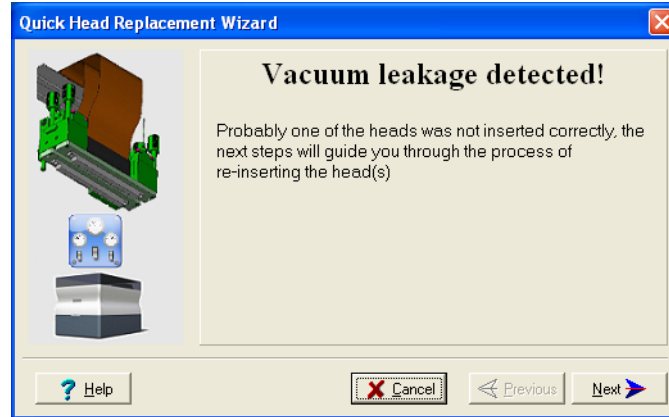 Quick Head Replacement Wizard
Vacuum leakage detected!
Probably one of the heads was not inserted correctly, the
next steps will guide you through the process of
re-inserting the head(s)
? Help
Cancel
Previous
Next